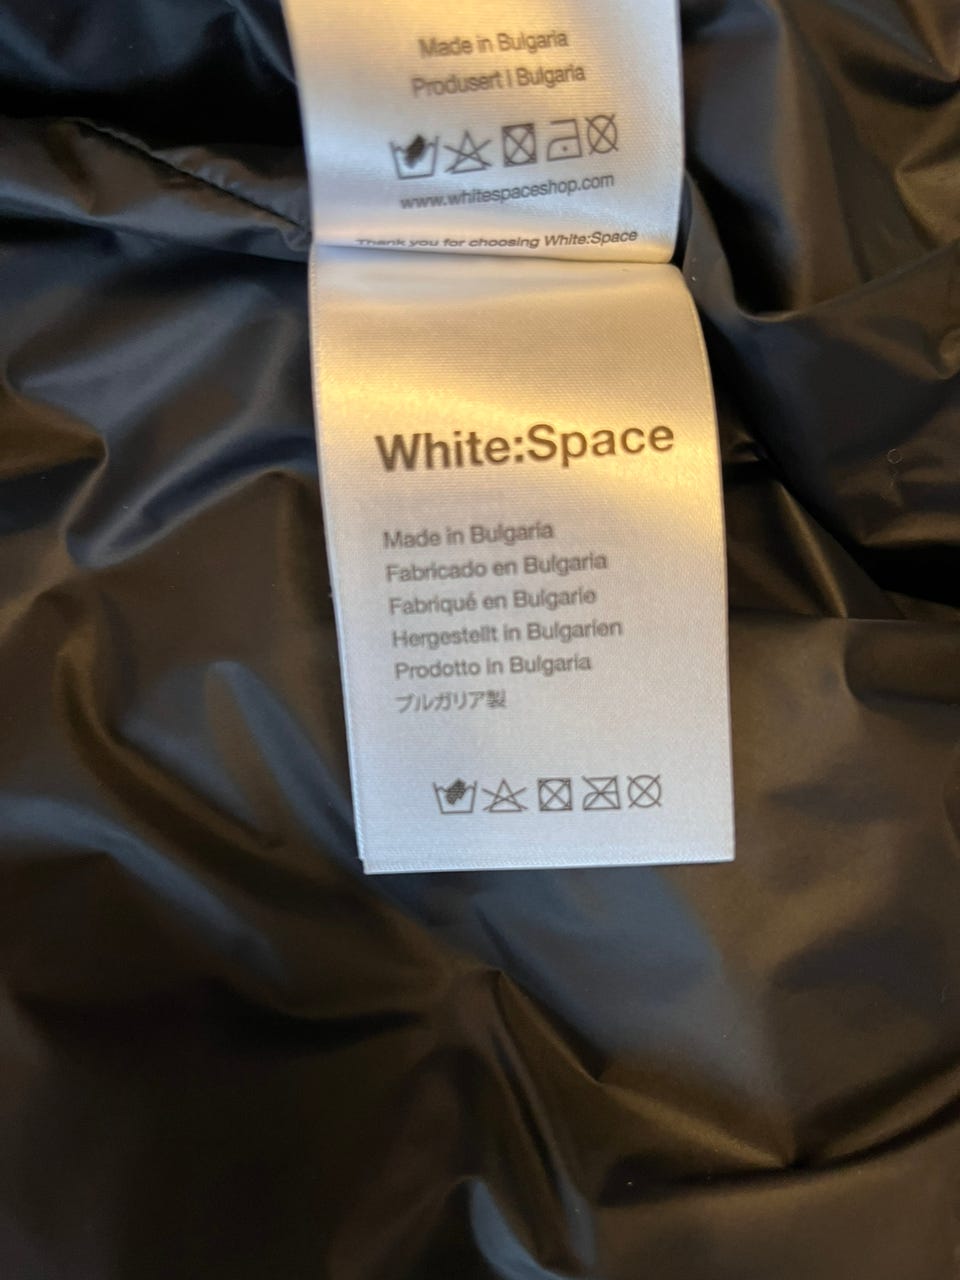 Made in Bulgaria
Produsert I Bulgaria
www.whitespaceshop.com
Thank you for choosing White:Space
White:Space
Made in Bulgaria
Fabricado en Bulgaria
Fabriqué en Bulgarie
Hergestellt in Bulgarien
Prodotto in Bulgaria
ブルガリア製